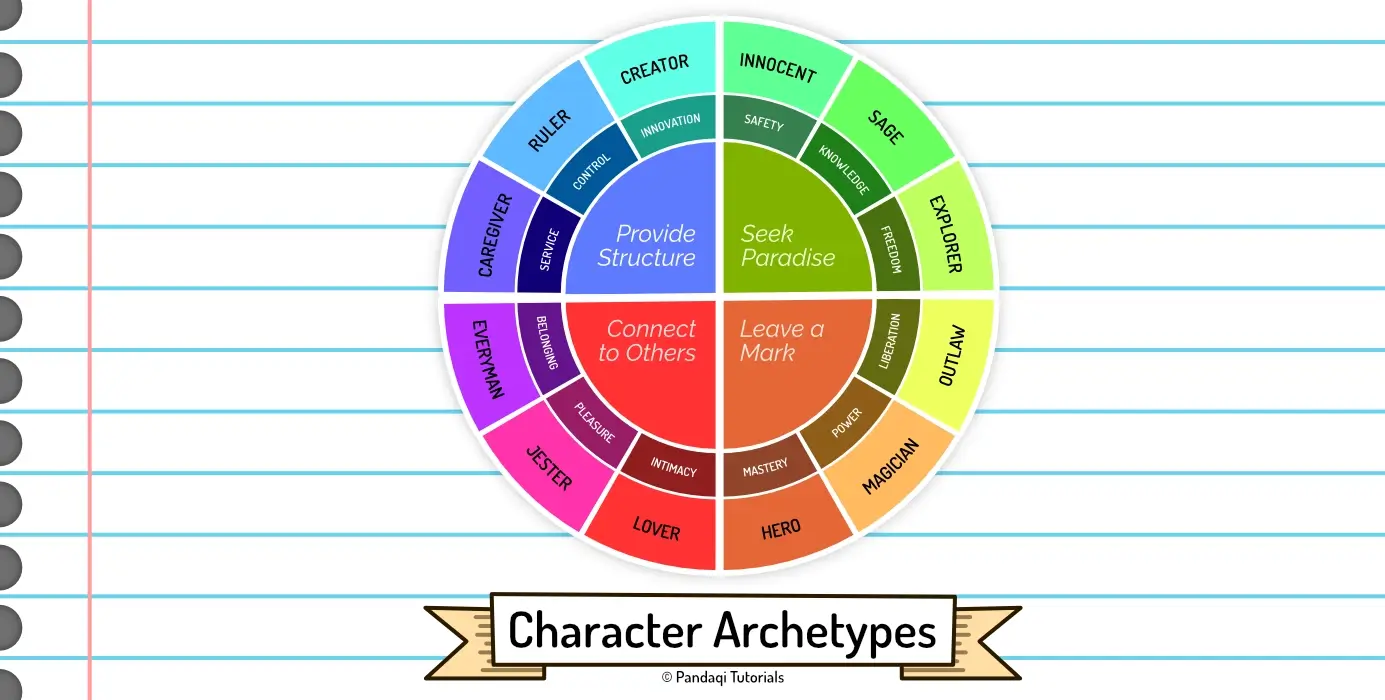 CREATOR
INNOCENT
RULER
SAGE
INNOVATION
SAFETY
CONTROL
KNOWLEDGE
CAREGIVER
EXPLORER
SERVICE
FREEDOM
Provide
Structure
Seek
Paradise
Connect
to Others
Leave a
Mark
BELONGING
LIBERATION
EVERYMAN
OUTLAW
PLEASURE
POWER
JESTER
MAGICIAN
INTIMACY
MASTERY
LOVER
HERO
Character Archetypes
© Pandaqi Tutorials